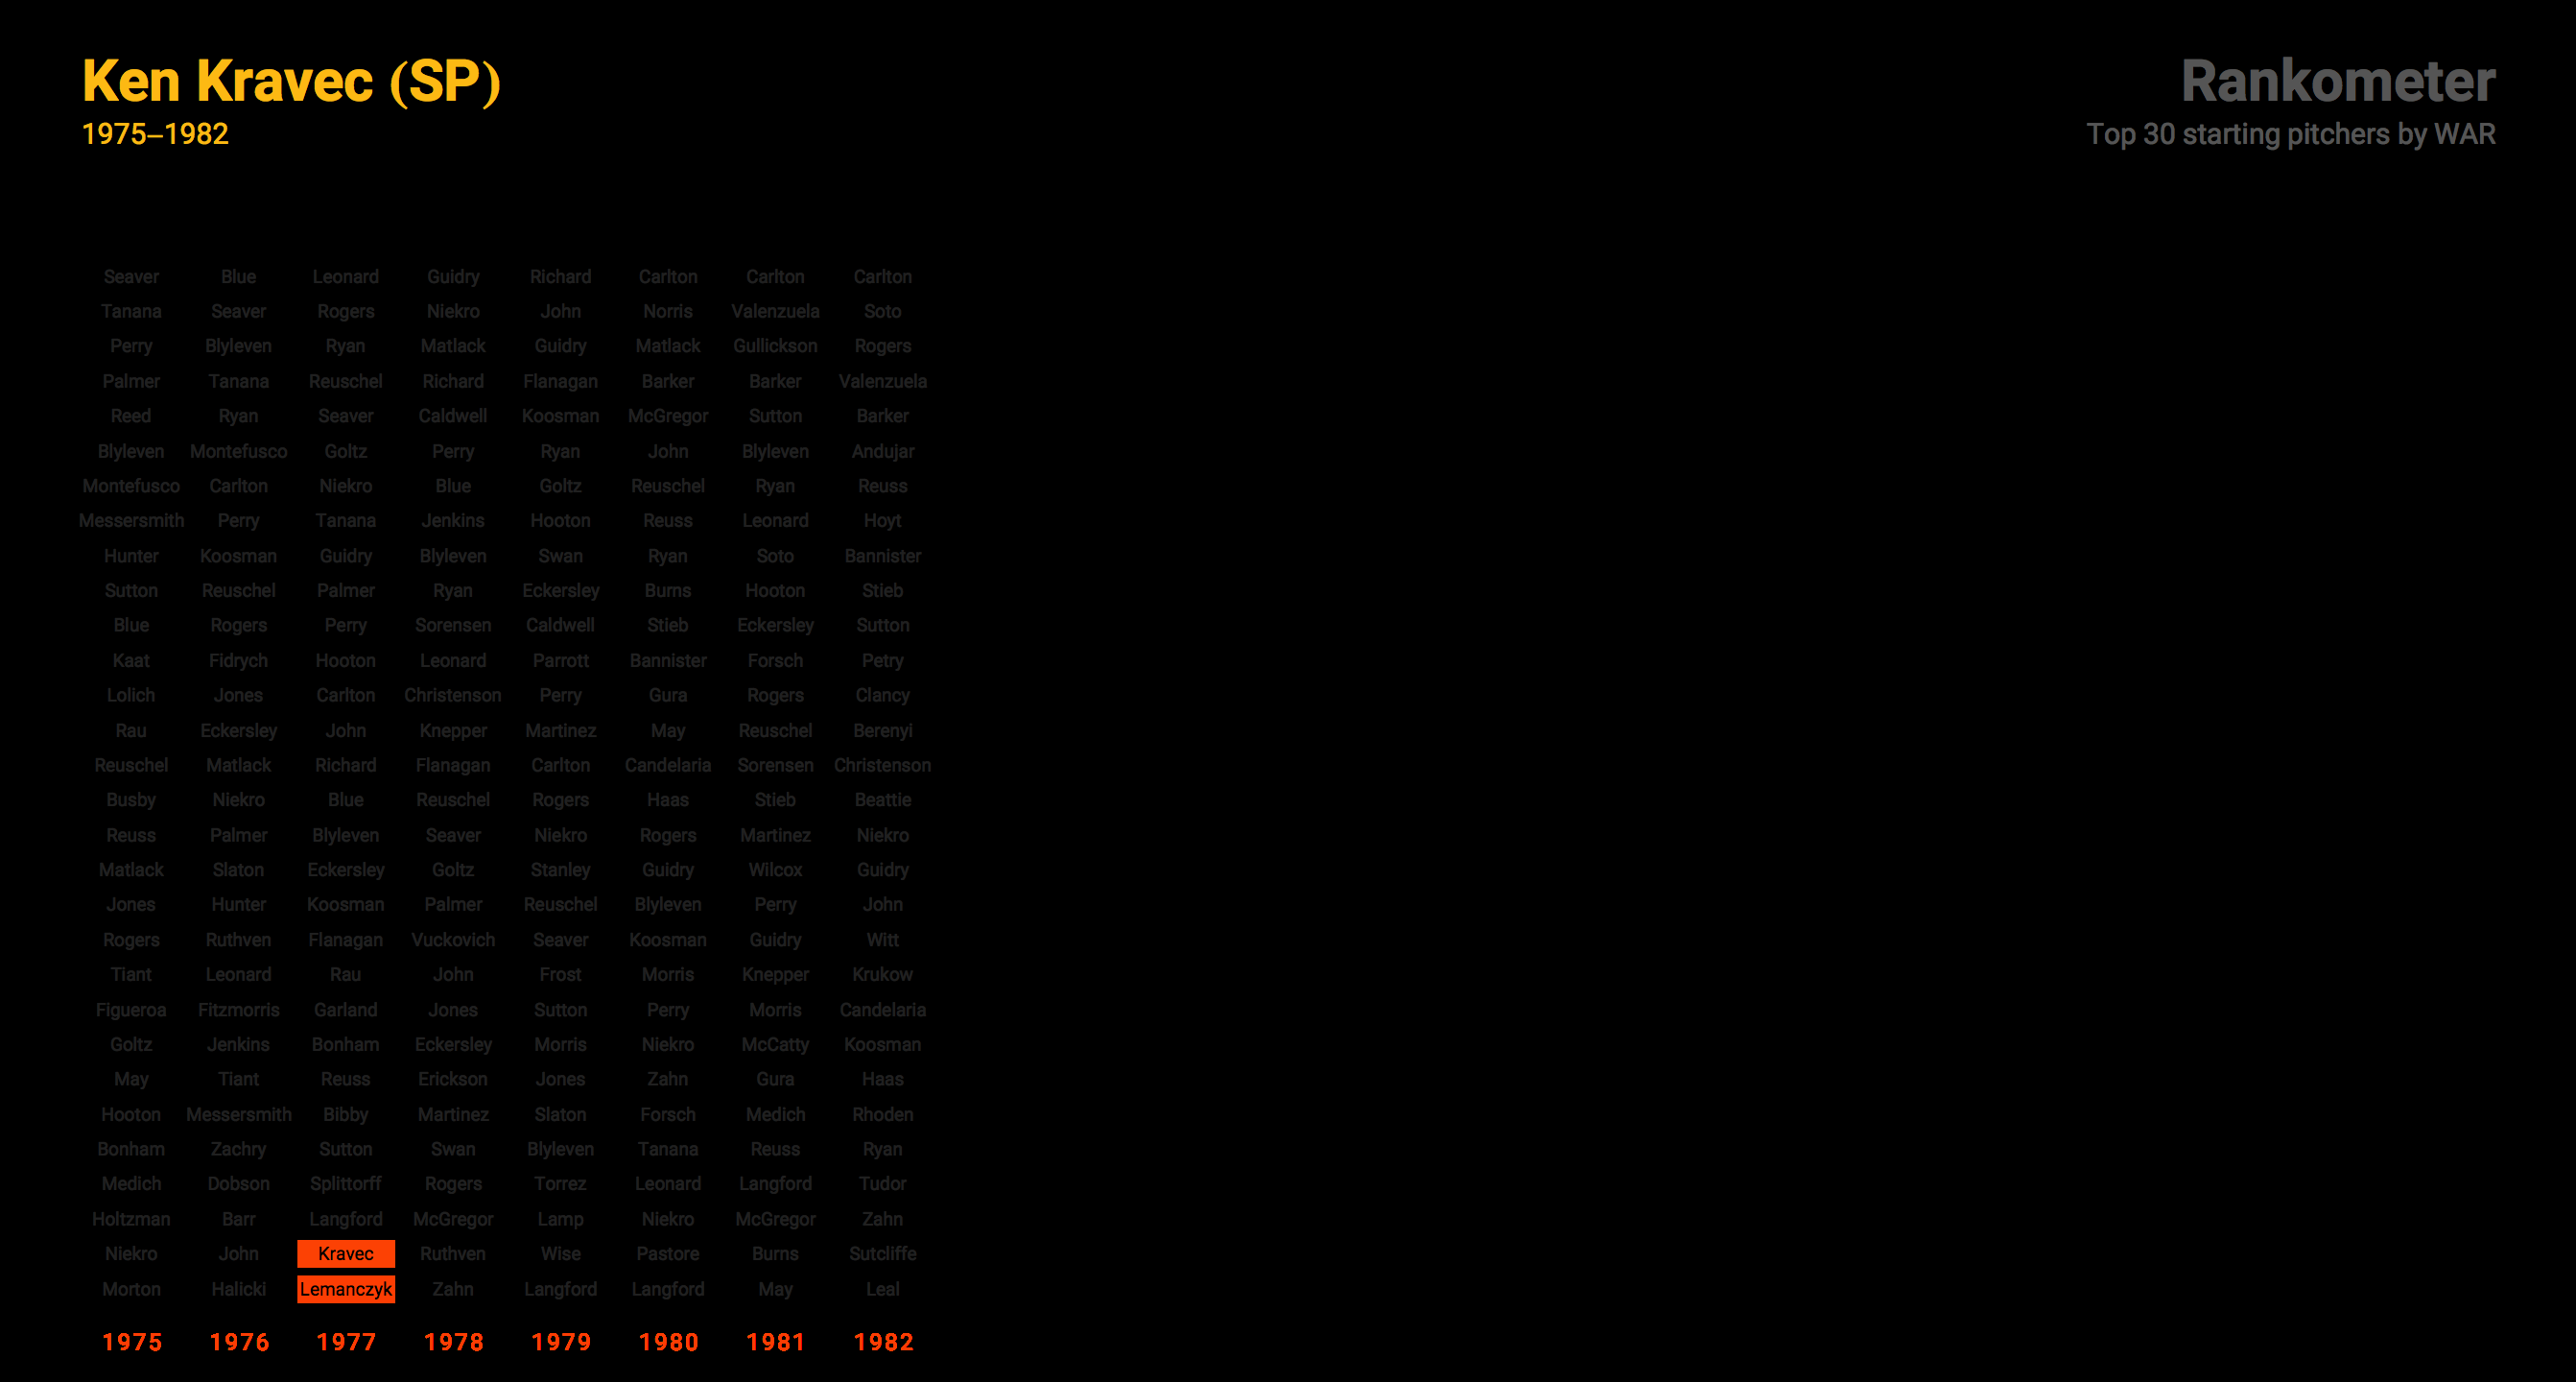 Ken Kravec (SP)
1975–1982
Rankometer
Top 30 starting pitchers by WAR
Seaver Blue Leonard Guidry Richard Carlton Carlton Carlton
Tanana Seaver Rogers Niekro John Norris Valenzuela Soto
Perry Blyleven Ryan Matlack Guidry Matlack Gullickson Rogers
Palmer Tanana Reuschel Richard Flanagan Barker Barker Valenzuela
Reed Ryan Seaver Caldwell Koosman McGregor Sutton Barker
Blyleven Montefusco Goltz Perry Ryan John Blyleven Andujar
Montefusco Carlton Niekro Blue Goltz Reuschel Ryan Reuss
Messersmith Perry Tanana Jenkins Hooton Reuss Leonard Hoyt
Hunter Koosman Guidry Blyleven Swan Ryan Soto Bannister
Sutton Reuschel Palmer Ryan Eckersley Burns Hooton Stieb
Blue Rogers Perry Sorensen Caldwell Stieb Eckersley Sutton
Kaat Fidrych Hooton Leonard Parrott Bannister Forsch Petry
Lolich Jones Carlton Christenson Perry Gura Rogers Clancy
Rau Eckersley John Knepper Martinez May Reuschel Berenyi
Reuschel Matlack Richard Flanagan Carlton Candelaria Sorensen Christenson
Busby Niekro Blue Reuschel Rogers Haas Stieb Beattie
Reuss Palmer Blyleven Seaver Niekro Rogers Martinez Niekro
Matlack Slaton Eckersley Goltz Stanley Guidry Wilcox Guidry
Jones Hunter Koosman Palmer Reuschel Blyleven Perry John
Rogers Ruthven Flanagan Vuckovich Seaver Koosman Guidry Witt
Tiant Leonard Rau John Frost Morris Knepper Krukow
Figueroa Fitzmorris Garland Jones Sutton Perry Morris Candelaria
Goltz Jenkins Bonham Eckersley Morris Niekro McCatty Koosman
May Tiant Reuss Erickson Jones Zahn Gura Haas
Hooton Messersmith Bibby Martinez Slaton Forsch Medich Rhoden
Bonham Zachry Sutton Swan Blyleven Tanana Reuss Ryan
Medich Dobson Splittorff Rogers Torrez Leonard Langford Tudor
Holtzman Barr Langford McGregor Lamp Niekro McGregor Zahn
Niekro John Kravec Ruthven Wise Pastore Burns Sutcliffe
Morton Halicki Lemanczyk Zahn Langford Langford May Leal
1975 1976 1977 1978 1979 1980 1981 1982